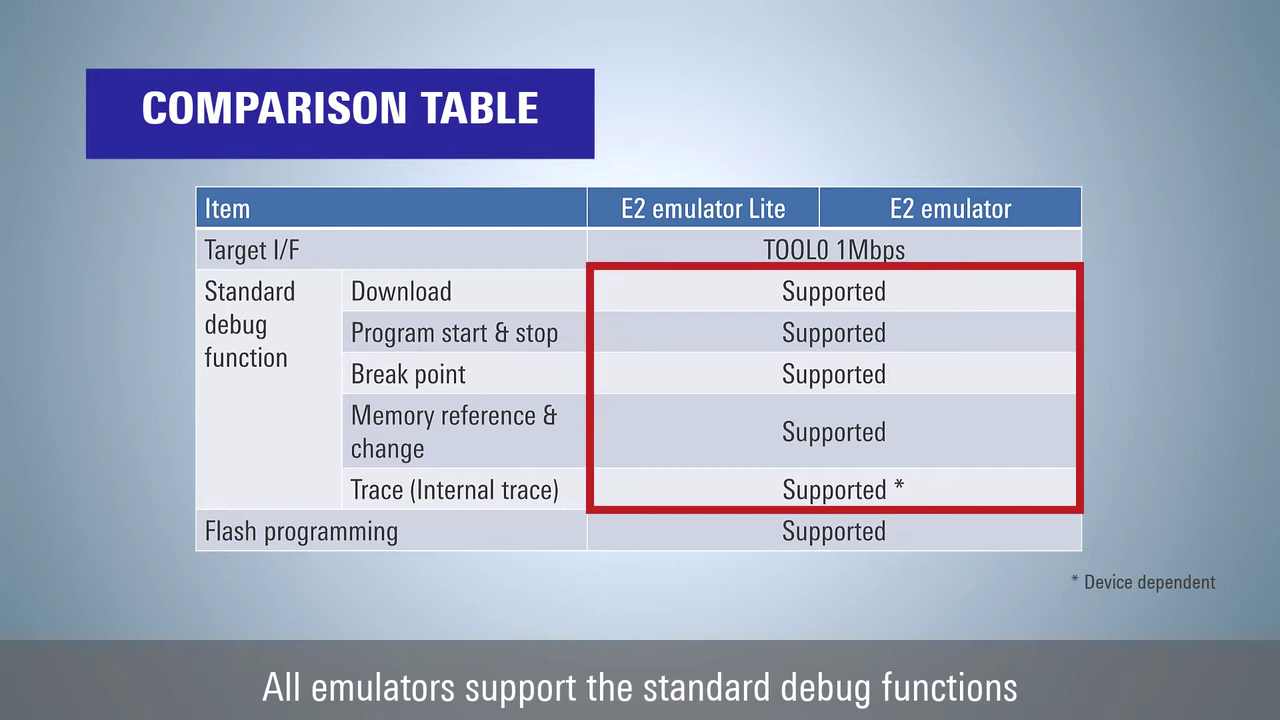 COMPARISON TABLE
Item E2 emulator Lite E2 emulator
Target I/F TOOL0 1Mbps
Standard debug function Download Supported
Program start & stop Supported
Break point Supported
Memory reference & change Supported
Trace (Internal trace) Supported *
Flash programming Supported
* Device dependent
All emulators support the standard debug functions